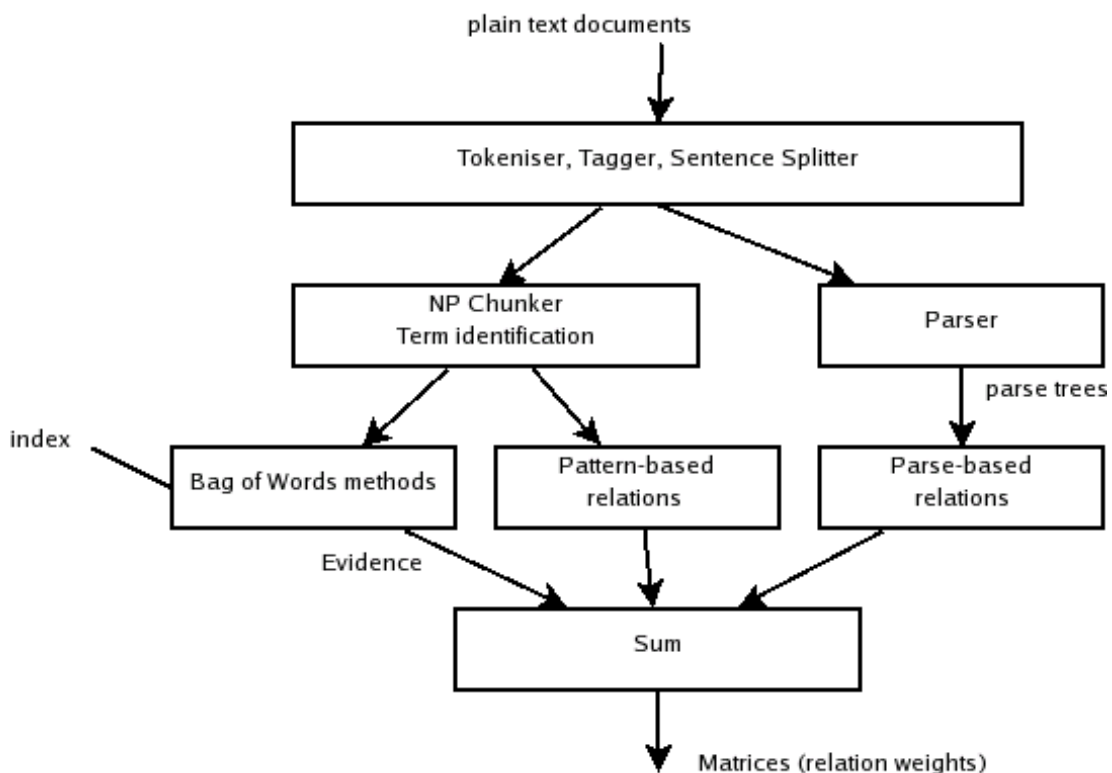 plain text documents
Tokeniser, Tagger, Sentence Splitter
NP Chunker
Term identification
Parser
parse trees
index
Bag of Words methods
Pattern-based
relations
Parse-based
relations
Evidence
Sum
Matrices (relation weights)